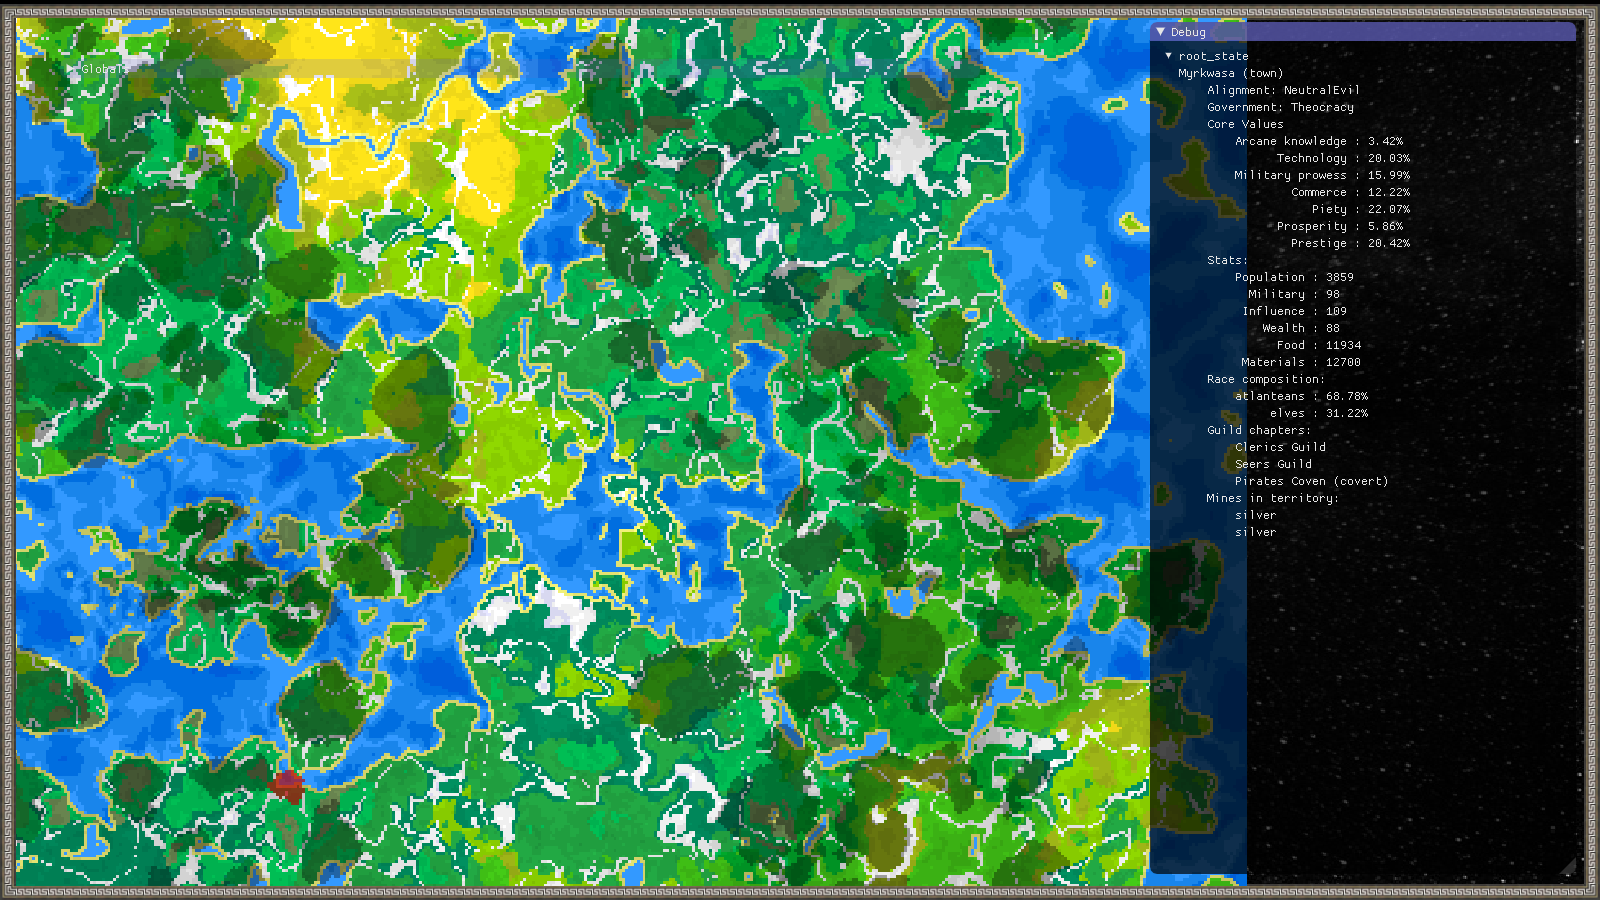 Debug
root_state
Globals
Myrkwasa (town)
Alignment: NeutralEvil
Government: Theocracy
Core Values
Arcane knowledge : 3.42%
Technology : 20.03%
Military prowess : 15.99%
Commerce : 12.22%
Piety : 22.07%
Prosperity : 5.86%
Prestige : 20.42%
Stats:
Population : 3859
Military : 98
Influence : 109
Wealth : 88
Food : 11934
Materials : 12700
Race composition:
atlanteans : 68.78%
elves : 31.22%
Guild chapters:
Clerics Guild
Seers Guild
Pirates Coven (covert)
Mines in territory:
silver
silver